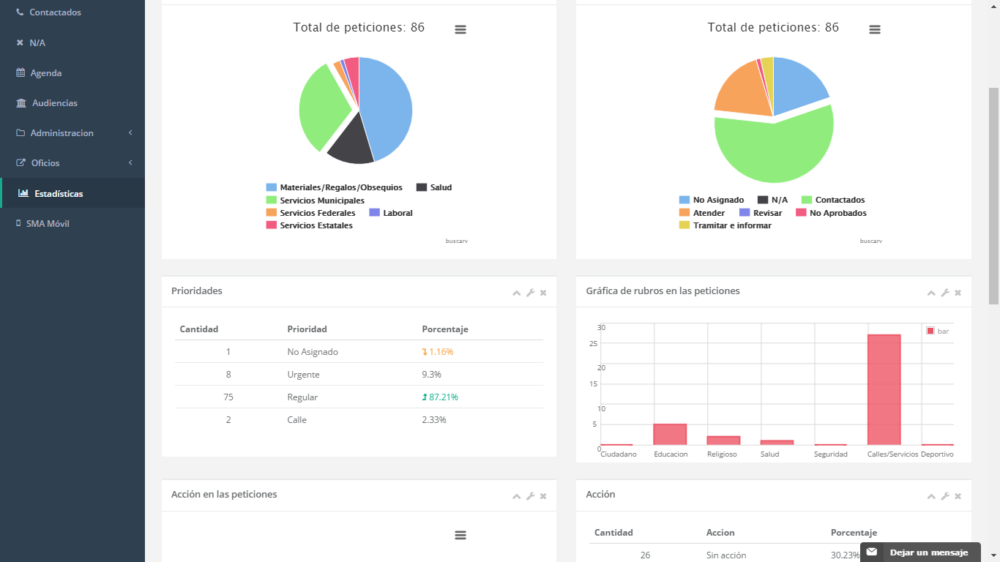 Contactados
N/A
Agenda
Audiencias
Administracion
Oficios
Estadísticas
SMA Móvil
Total de peticiones: 86
Materiales/Regalos/Obsequios Salud
Servicios Municipales
Servicios Federales Laboral
Servicios Estatales
buscarv
Total de peticiones: 86
No Asignado N/A Contactados
Atender Revisar No Aprobados
Tramitar e informar
buscarv
Prioridades
Cantidad Prioridad Porcentaje
1 No Asignado 1.16%
8 Urgente 9.3%
75 Regular 87.21%
2 Calle 2.33%
Gráfica de rubros en las peticiones
bar
30
25
20
15
10
5
0
Ciudadano Educacion Religioso Salud Seguridad Calles/Servicios Deportivo
Acción en las peticiones
Acción
Cantidad Accion Porcentaje
26 Sin acción 30.23%
Dejar un mensaje